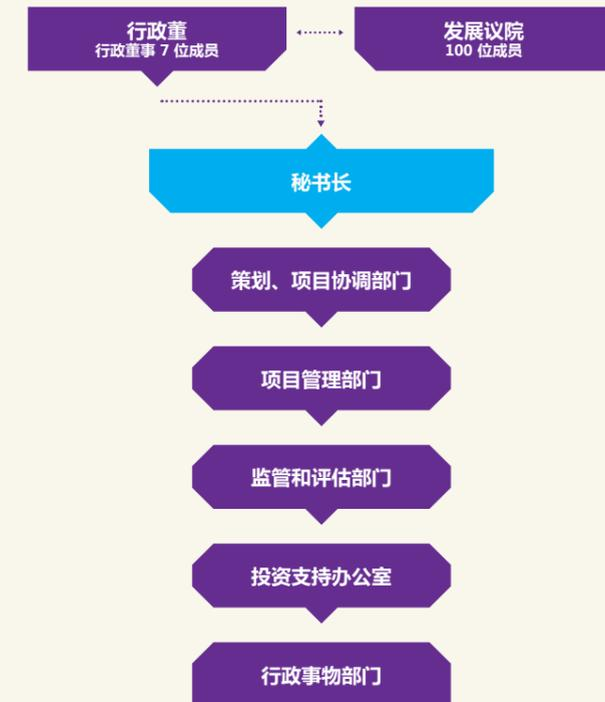 行政董
行政董事 7 位成员
发展议院
100 位成员
秘书长
策划、项目协调部门
项目管理部门
监管和评估部门
投资支持办公室
行政事物部门